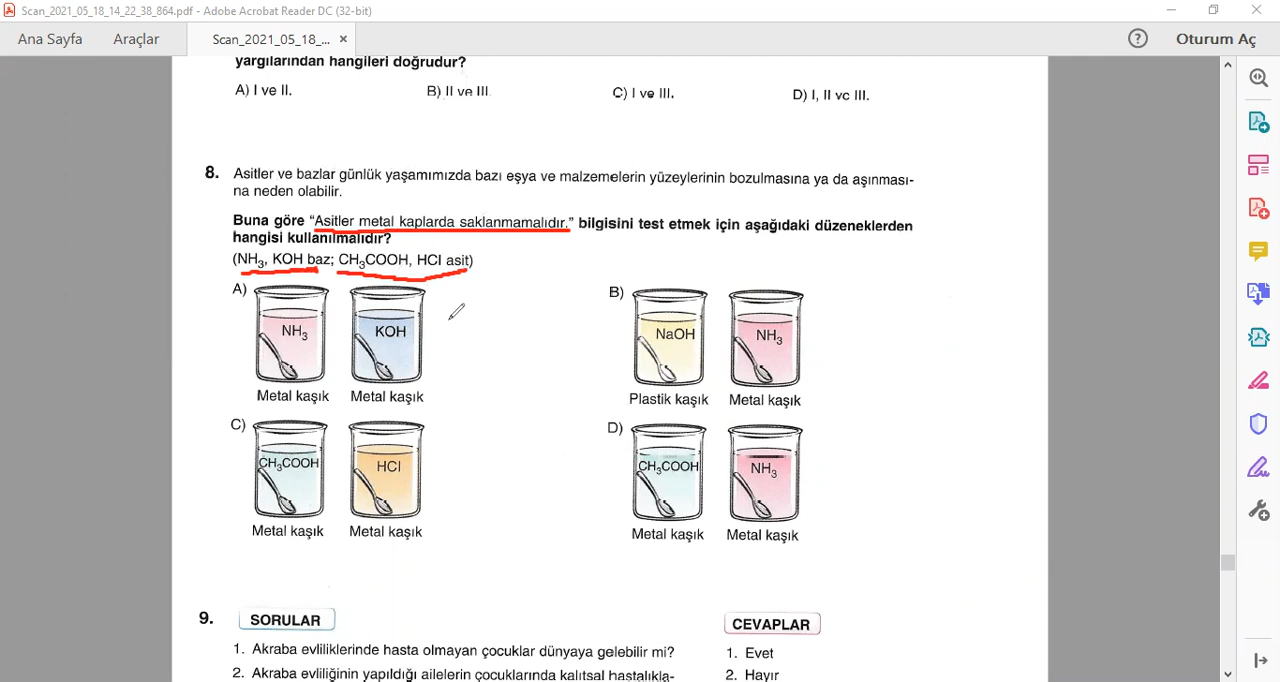 Scan_2021_05_18_14_22_38_864.pdf - Adobe Acrobat Reader DC (32-bit)
Ana Sayfa Araçlar Scan_2021_05_18_... × ? Oturum Aç
yargılarından hangileri doğrudur?
A) I ve II. B) II ve III. C) I ve III. D) I, II ve III.
8. Asitler ve bazlar günlük yaşamımızda bazı eşya ve malzemelerin yüzeylerinin bozulmasına ya da aşınması-
na neden olabilir.
Buna göre “Asitler metal kaplarda saklanmamalıdır.” bilgisini test etmek için aşağıdaki düzeneklerden
hangisi kullanılmalıdır?
(NH₃, KOH baz; CH₃COOH, HCI asit)
A) B)
NH₃ KOH NaOH NH₃
Metal kaşık Metal kaşık Plastik kaşık Metal kaşık
C) D)
CH₃COOH HCI CH₃COOH NH₃
Metal kaşık Metal kaşık Metal kaşık Metal kaşık
9. SORULAR CEVAPLAR
1. Akraba evliliklerinde hasta olmayan çocuklar dünyaya gelebilir mi? 1. Evet
2. Akraba evliliğinin yapıldığı ailelerin çocuklarında kalıtsal hastalıkla- 2. Hayır